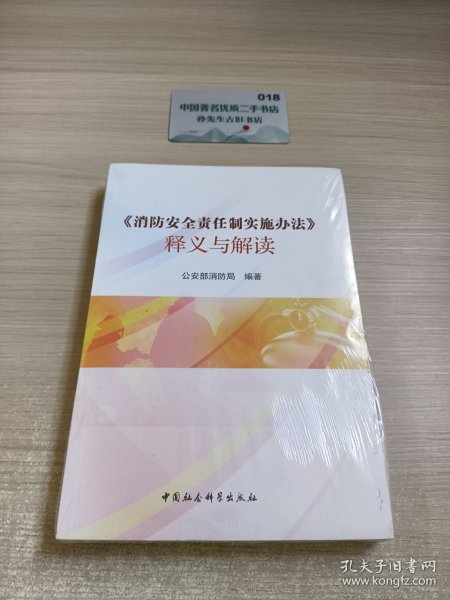 018
中国著名优质二手书店
孙先生古旧书店
《消防安全责任制实施办法》
释义与解读
公安部消防局 编著
中国社会科学出版社
孔夫子旧书网
www.kongfz.com